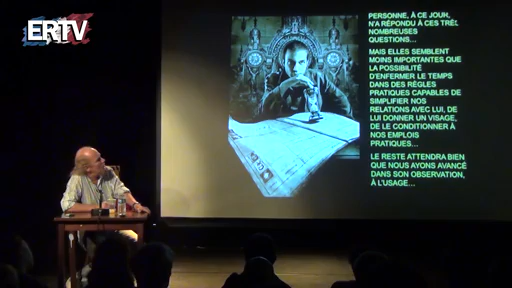 ERTV
PERSONNE, À CE JOUR,
N'A RÉPONDU À CES TRÈS
NOMBREUSES
QUESTIONS...
MAIS ELLES SEMBLENT
MOINS IMPORTANTES QUE
LA POSSIBILITÉ
D'ENFERMER LE TEMPS
DANS DES RÈGLES
PRATIQUES CAPABLES DE
SIMPLIFIER NOS
RELATIONS AVEC LUI, DE
LUI DONNER UN VISAGE,
DE LE CONDITIONNER À
NOS EMPLOIS
PRATIQUES...
LE RESTE ATTENDRA BIEN
QUE NOUS AYONS AVANCÉ
DANS SON OBSERVATION,
À L'USAGE...